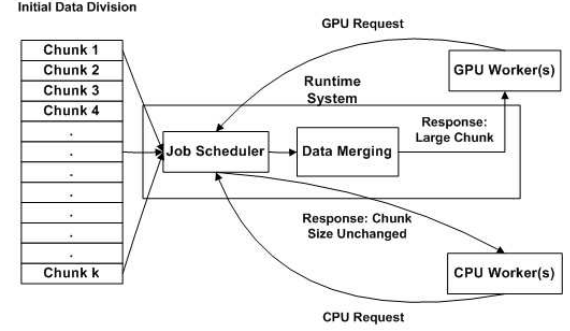 Initial Data Division
Chunk 1
Chunk 2
Chunk 3
Chunk 4
.
.
.
.
.
.
.
Chunk k
GPU Request
GPU Worker(s)
Runtime
System
Response:
Large Chunk
Job Scheduler
Data Merging
Response: Chunk
Size Unchanged
CPU Worker(s)
CPU Request